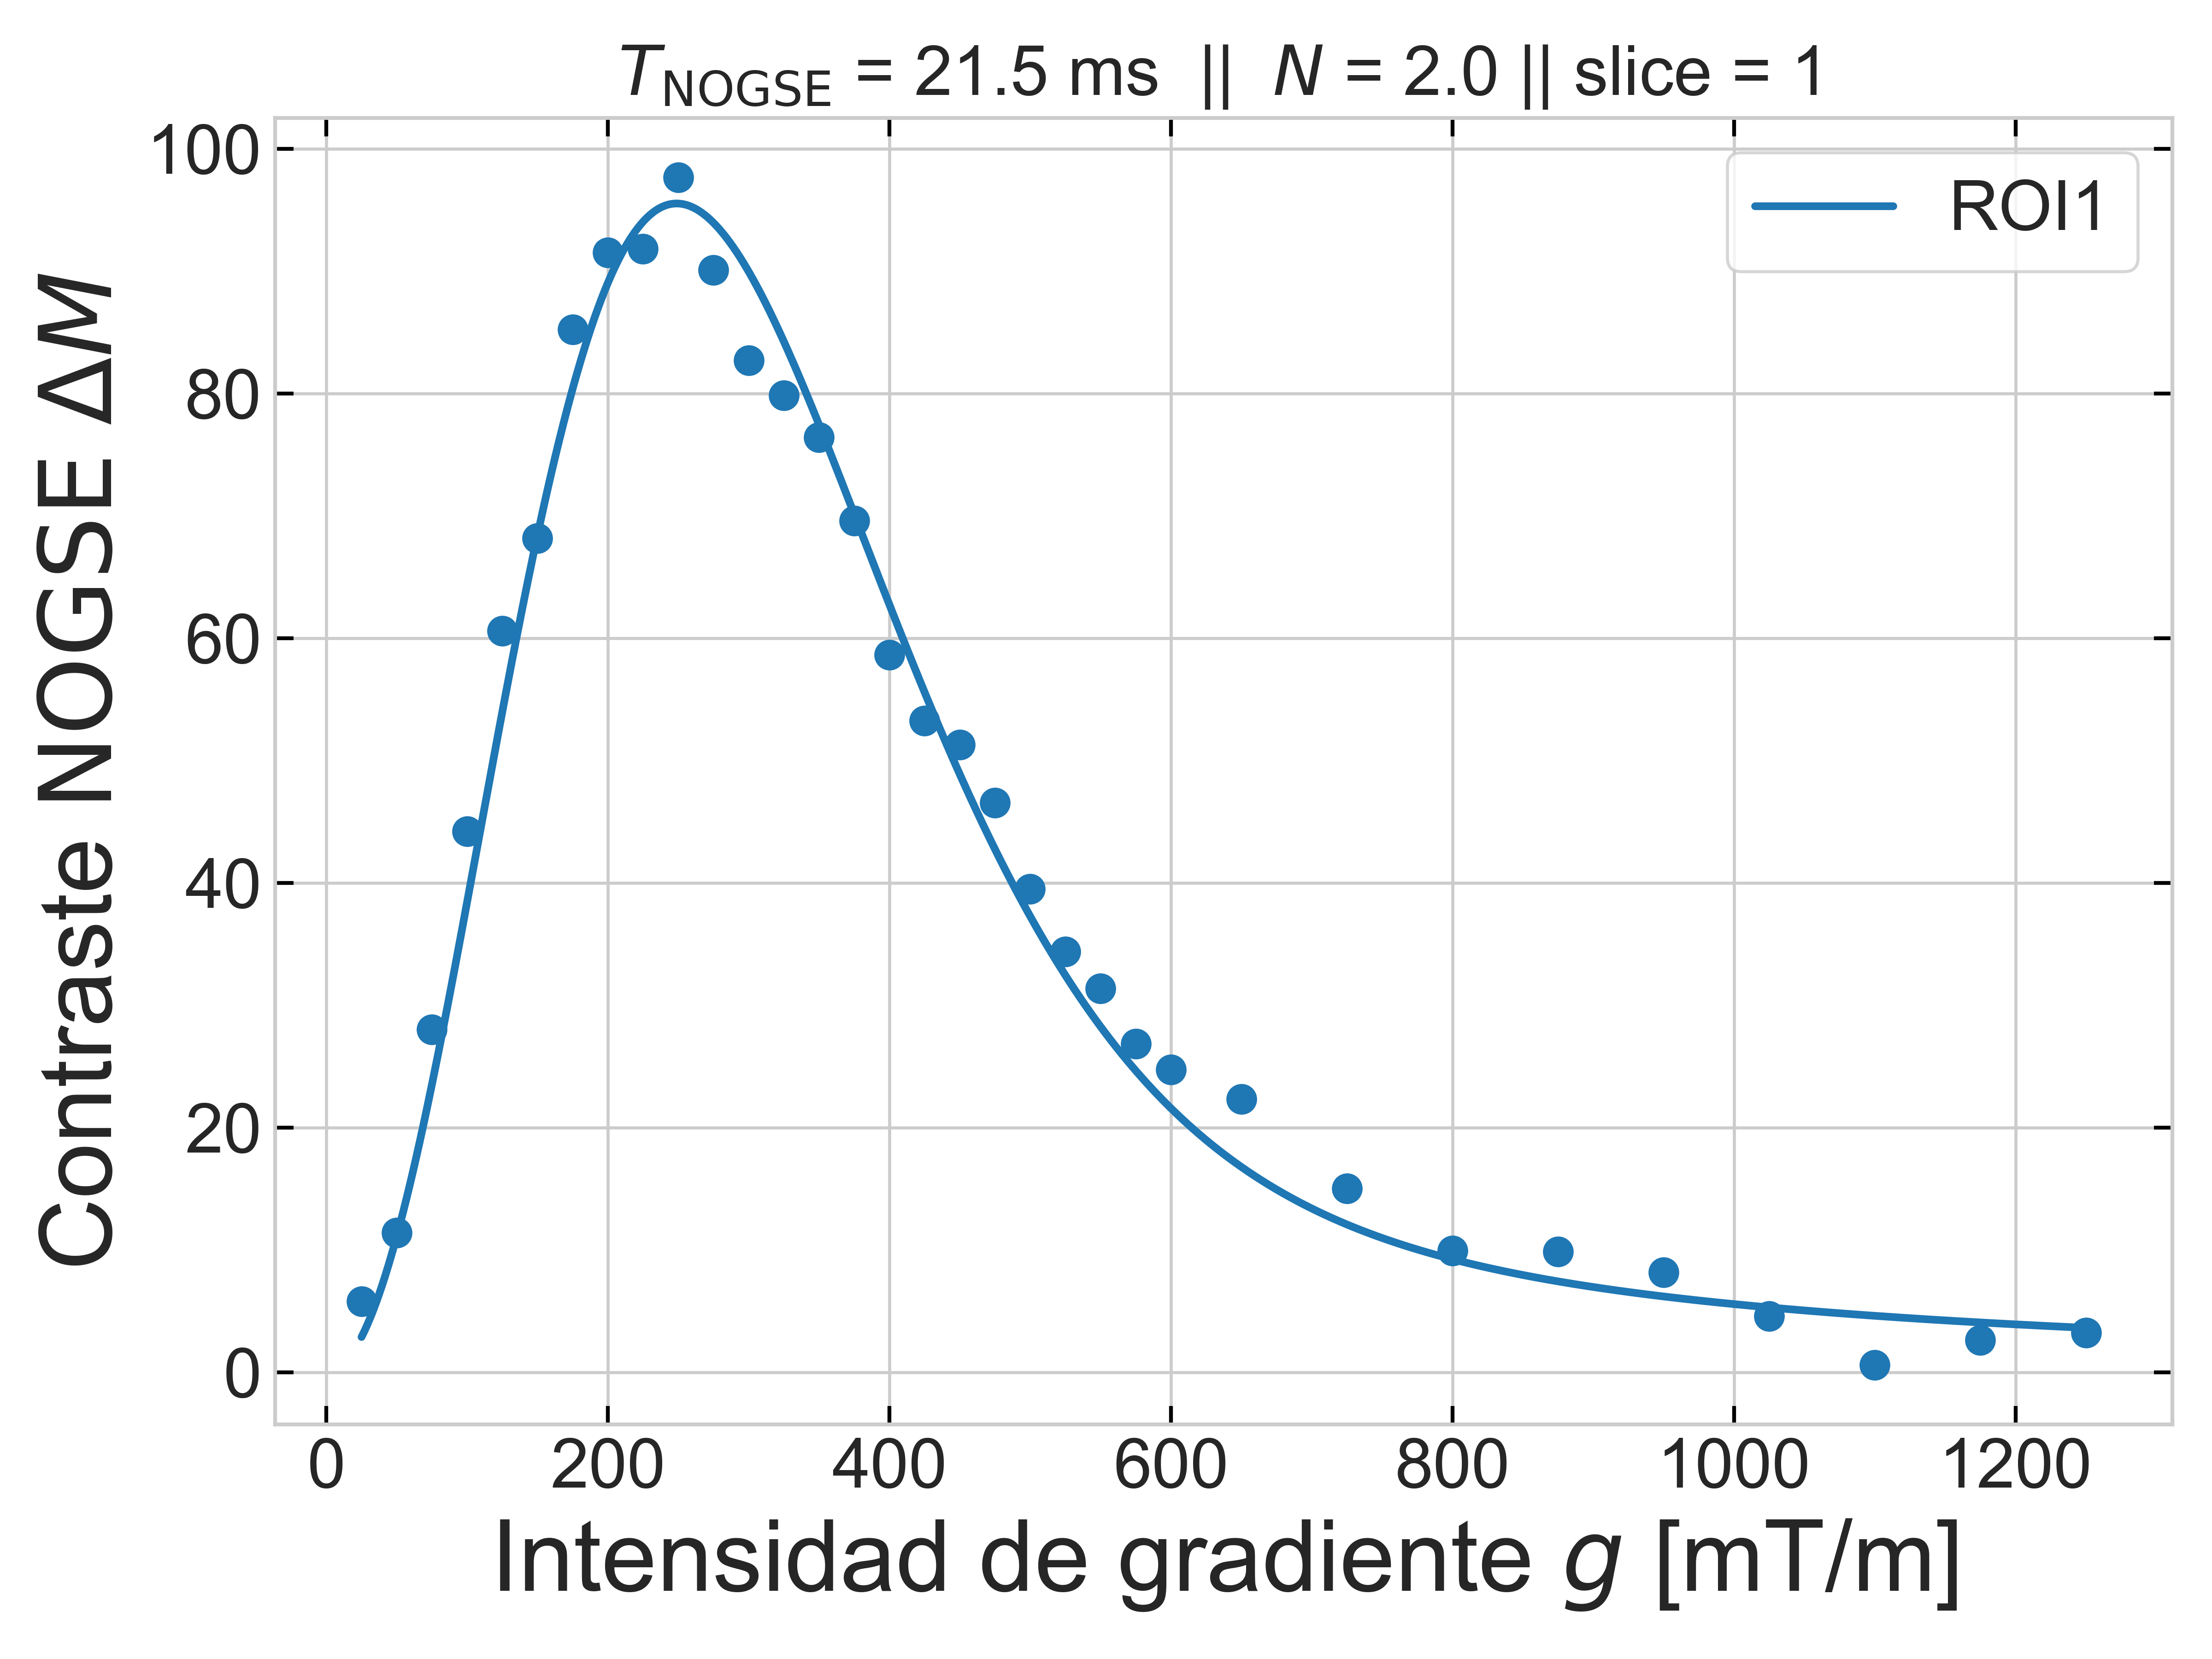 T_NOGSE = 21.5 ms || N = 2.0 || slice = 1
100
80
60
40
20
0
Contraste NOGSE ΔM
ROI1
0 200 400 600 800 1000 1200
Intensidad de gradiente g [mT/m]